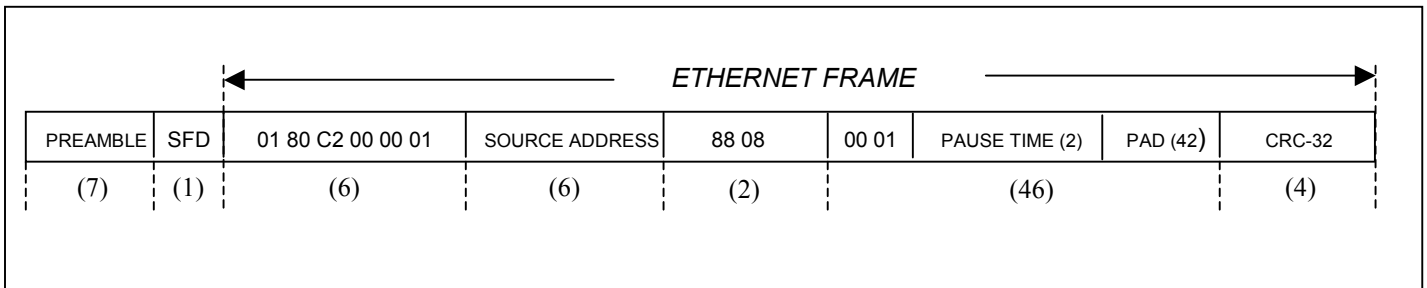 ETHERNET FRAME
PREAMBLE SFD 01 80 C2 00 00 01 SOURCE ADDRESS 88 08 00 01 PAUSE TIME (2) PAD (42) CRC-32
(7) (1) (6) (6) (2) (46) (4)